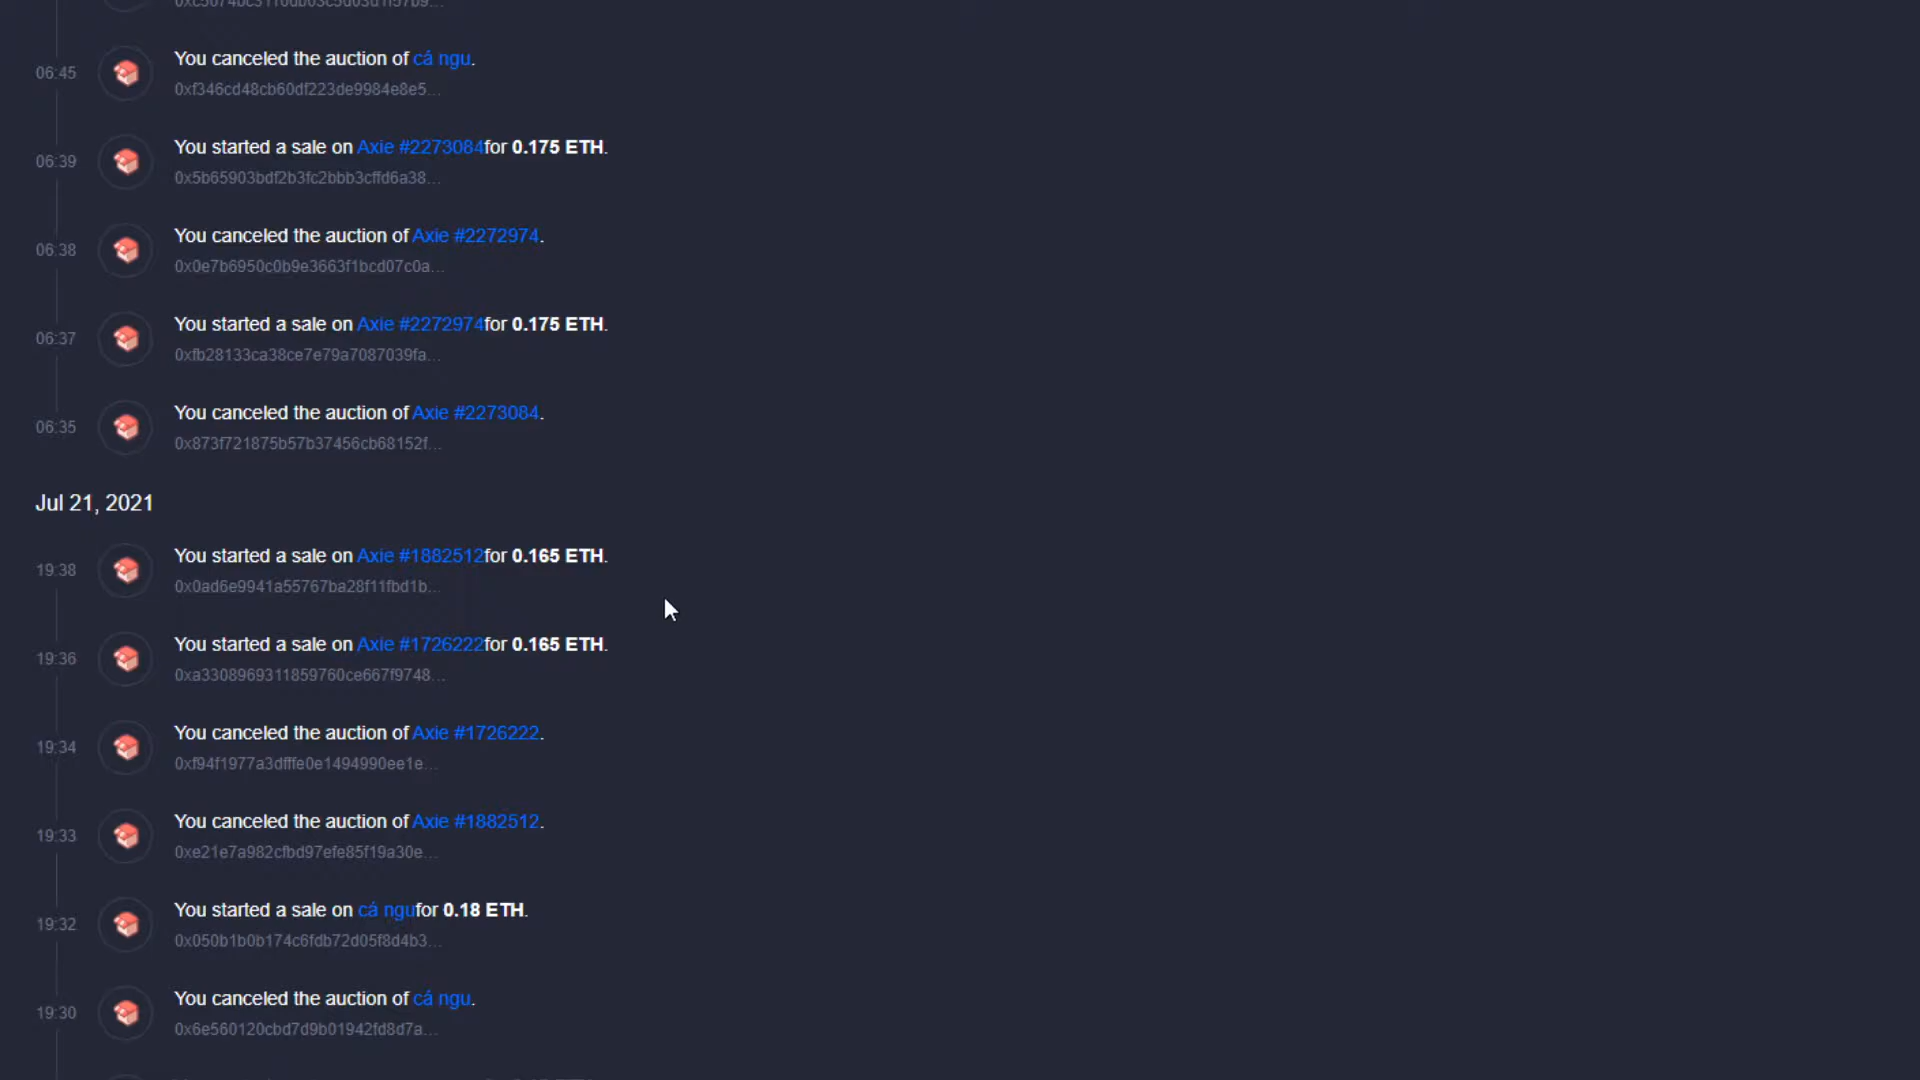 06:45
You canceled the auction of cá ngu.
0xf346cd48cb60df223de9984e8e5...
06:39
You started a sale on Axie #2273084for 0.175 ETH.
0x5b65903bdf2b3fc2bbb3cffd6a38...
06:38
You canceled the auction of Axie #2272974.
0x0e7b6950c0b9e3663f1bcd07c0a...
06:37
You started a sale on Axie #2272974for 0.175 ETH.
0xfb28133ca38ce7e79a7087039fa...
06:35
You canceled the auction of Axie #2273084.
0x873f721875b57b37456cb68152f...
Jul 21, 2021
19:38
You started a sale on Axie #1882512for 0.165 ETH.
0x0ad6e9941a55767ba28f11fbd1b...
19:36
You started a sale on Axie #1726222for 0.165 ETH.
0xa3308969311859760ce667f9748...
19:34
You canceled the auction of Axie #1726222.
0xf94f1977a3dfffe0e1494990ee1e...
19:33
You canceled the auction of Axie #1882512.
0xe21e7a982cfbd97efe85f19a30e...
19:32
You started a sale on cá ngufor 0.18 ETH.
0x050b1b0b174c6fdb72d05f8d4b3...
19:30
You canceled the auction of cá ngu.
0x6e560120cbd7d9b01942fd8d7a...